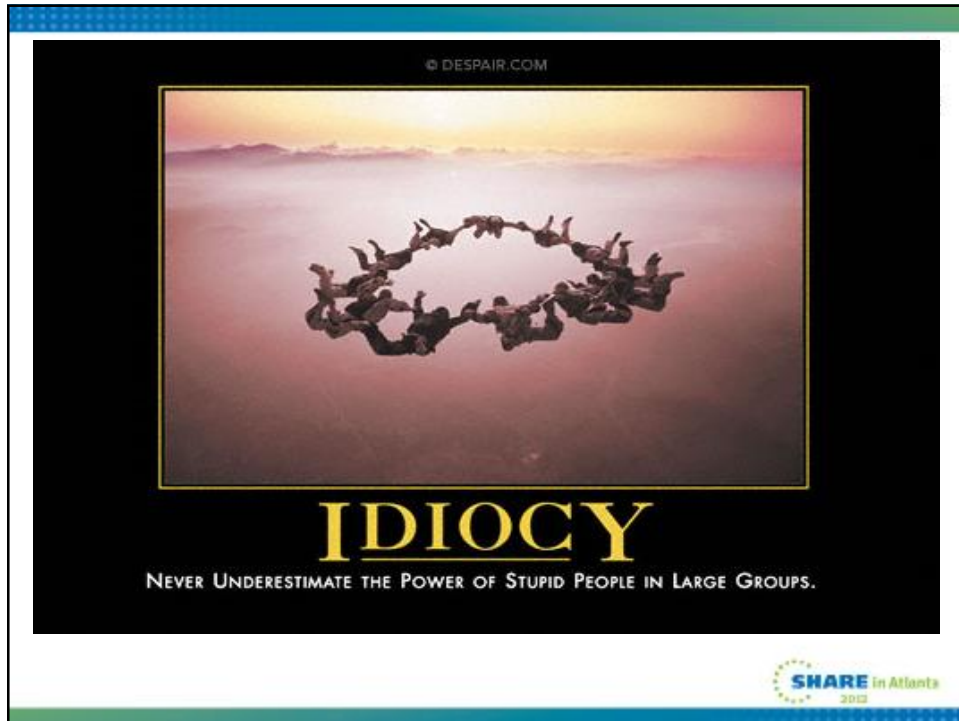 © DESPAIR.COM
IDIOCY
NEVER UNDERESTIMATE THE POWER OF STUPID PEOPLE IN LARGE GROUPS.
SHARE in Atlanta
2012